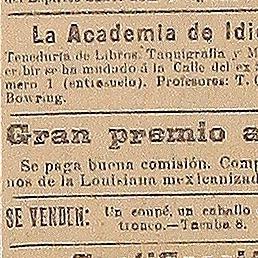 La Academia de Idi
Teneduría de Libros. Taquigrafía y M
er bir se ha mudado á la Calle del ex S
mero 1 (entresuelo). Profesores: T. G
Bowring.
Gran premio a
Se paga buena comisión. Comp
nos de la Louisiana mexicanizad
SE VENDEN: Un coupé, un caballo
tronco.—Tacuba 8.